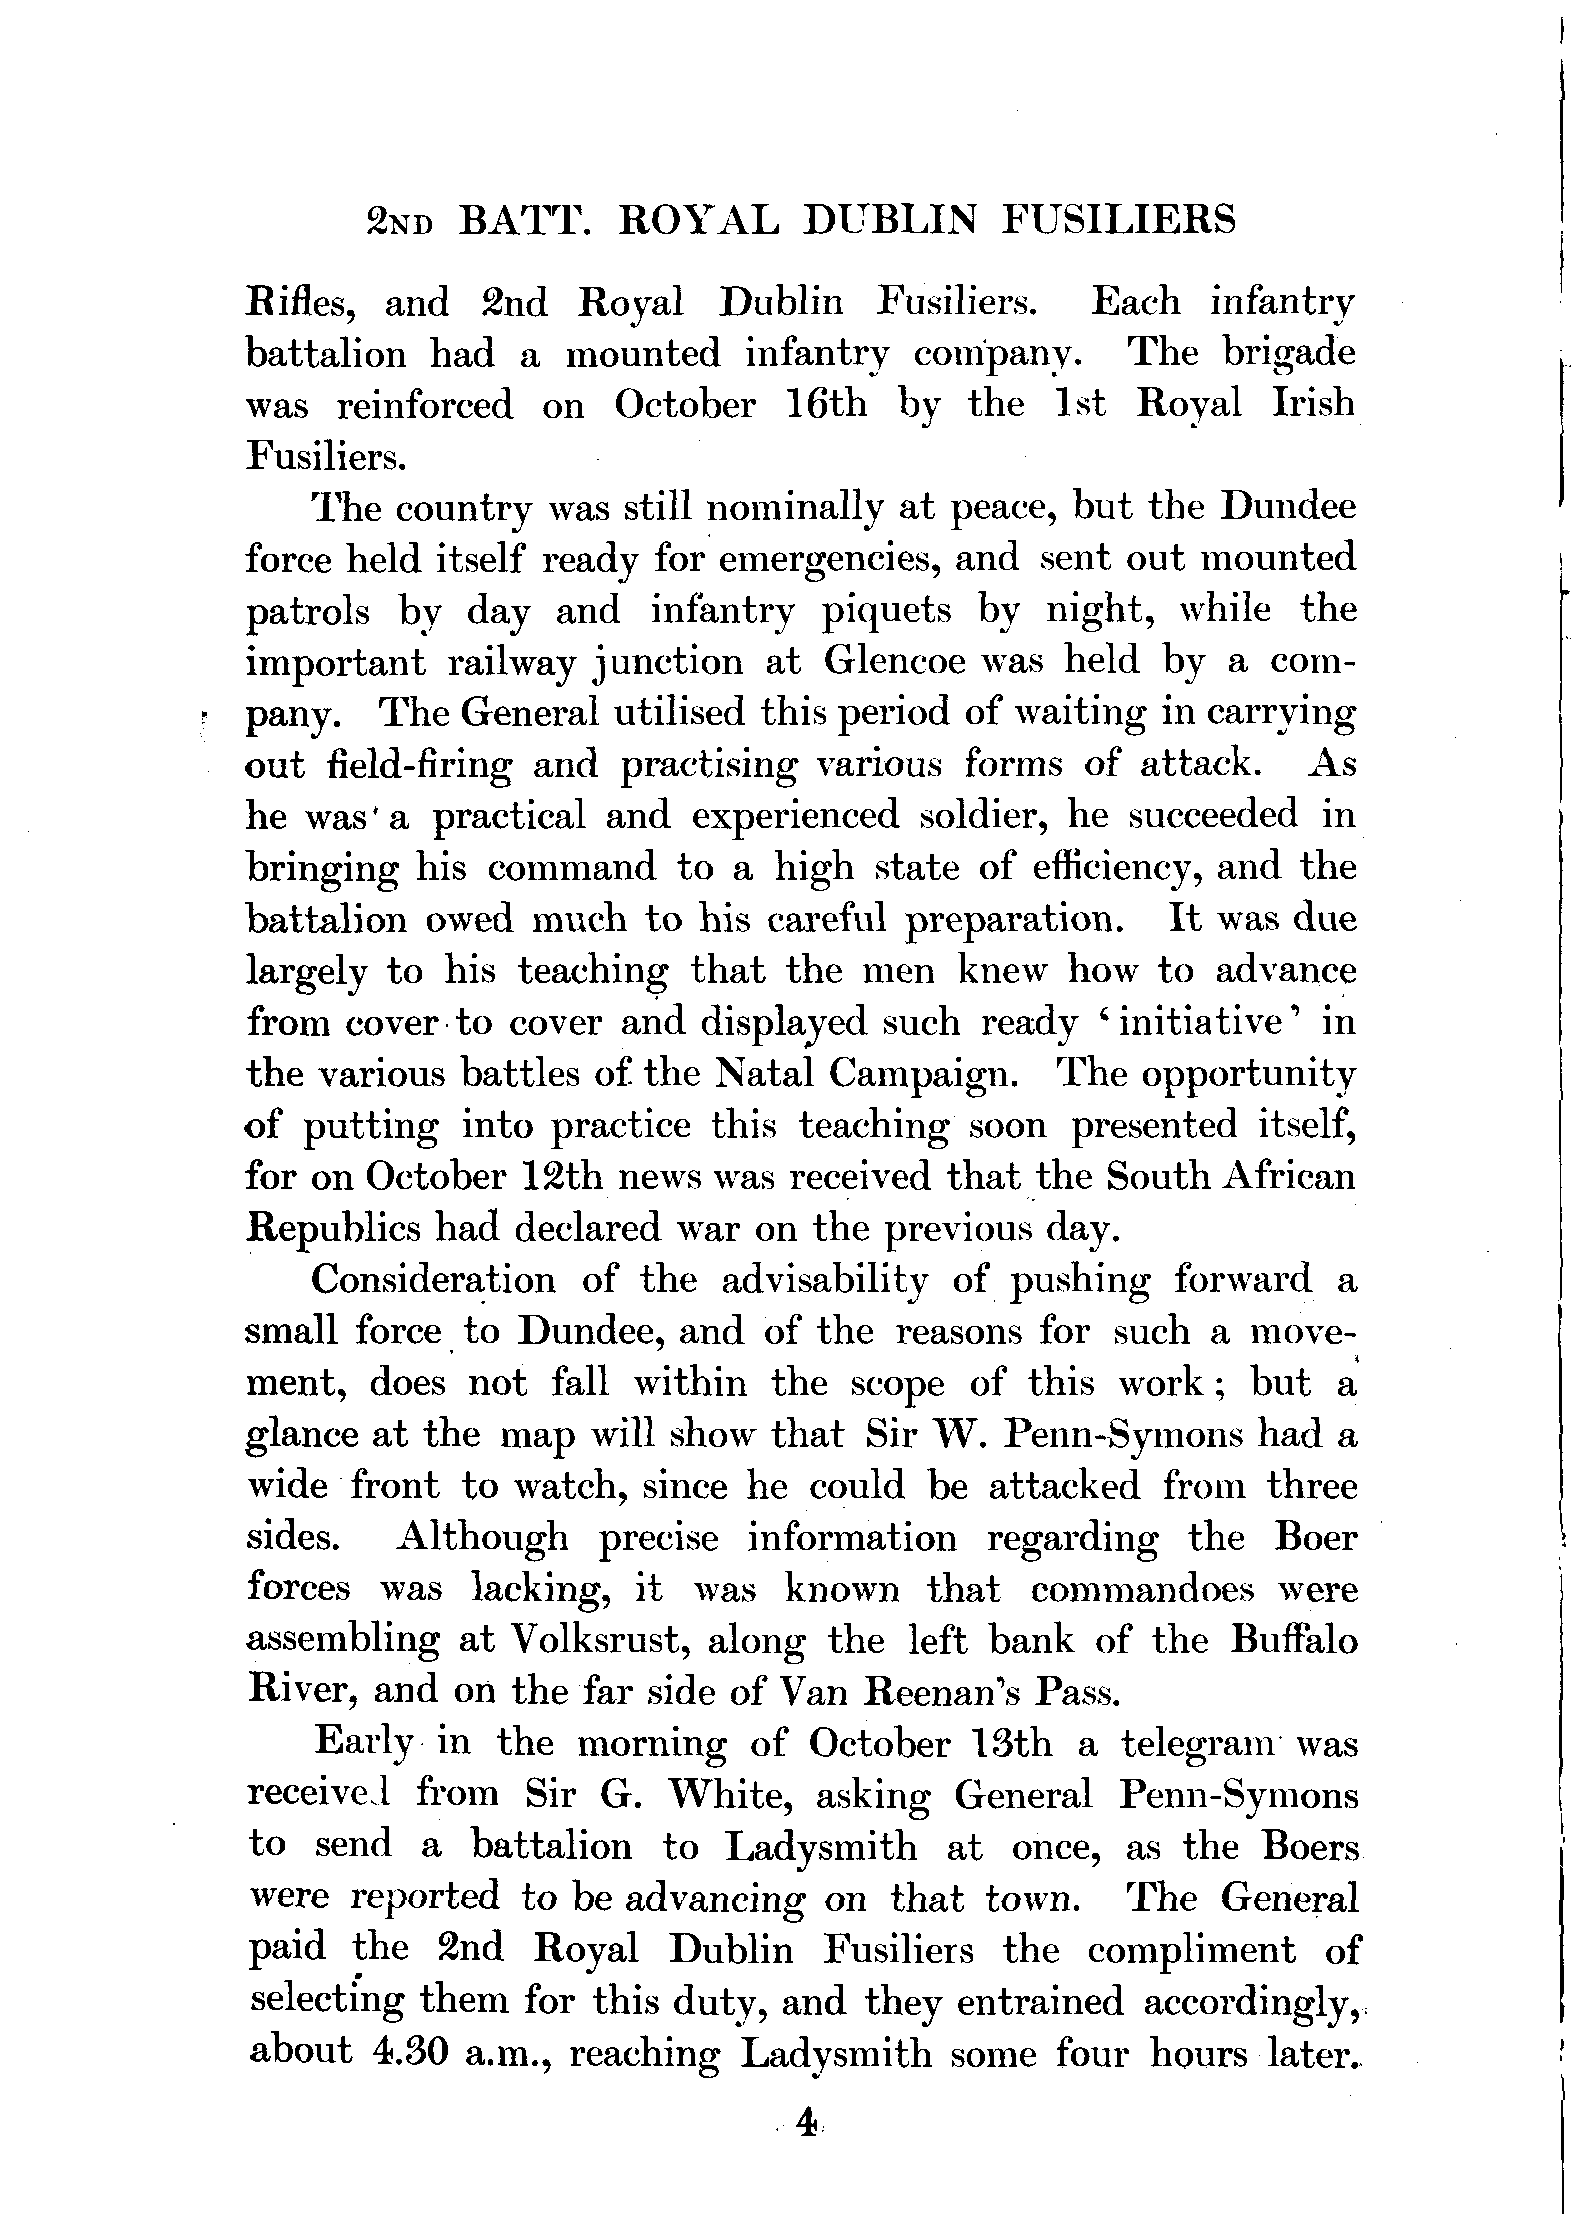 2ND BATT. ROYAL DUBLIN FUSILIERS
Rifles, and 2nd Royal Dublin Fusiliers. Each infantry
battalion had a mounted infantry company. The brigade
was reinforced on October 16th by the 1st Royal Irish
Fusiliers.
The country was still nominally at peace, but the Dundee
force held itself ready for emergencies, and sent out mounted
patrols by day and infantry piquets by night, while the
important railway junction at Glencoe was held by a com-
pany. The General utilised this period of waiting in carrying
out field-firing and practising various forms of attack. As
he was a practical and experienced soldier, he succeeded in
bringing his command to a high state of efficiency, and the
battalion owed much to his careful preparation. It was due
largely to his teaching that the men knew how to advance
from cover to cover and displayed such ready ‘initiative’ in
the various battles of the Natal Campaign. The opportunity
of putting into practice this teaching soon presented itself,
for on October 12th news was received that the South African
Republics had declared war on the previous day.
Consideration of the advisability of pushing forward a
small force to Dundee, and of the reasons for such a move-
ment, does not fall within the scope of this work; but a
glance at the map will show that Sir W. Penn-Symons had a
wide front to watch, since he could be attacked from three
sides. Although precise information regarding the Boer
forces was lacking, it was known that commandoes were
assembling at Volksrust, along the left bank of the Buffalo
River, and on the far side of Van Reenan's Pass.
Early in the morning of October 13th a telegram was
received from Sir G. White, asking General Penn-Symons
to send a battalion to Ladysmith at once, as the Boers
were reported to be advancing on that town. The General
paid the 2nd Royal Dublin Fusiliers the compliment of
selecting them for this duty, and they entrained accordingly,
about 4.30 a.m., reaching Ladysmith some four hours later.
4